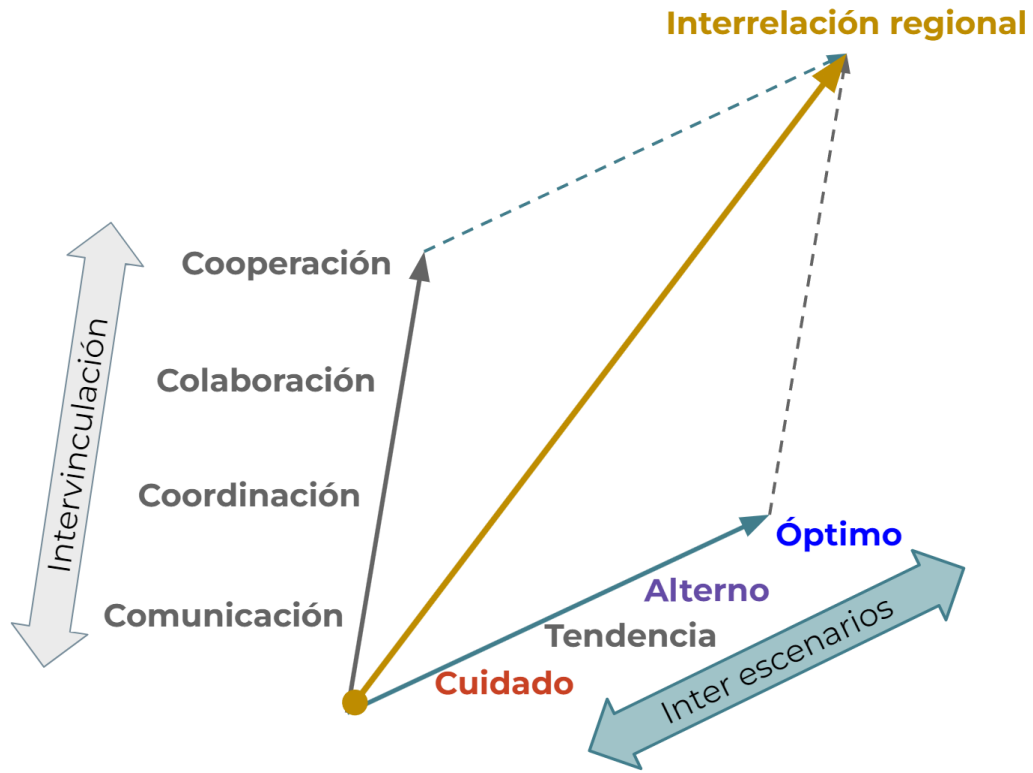 Interrelación regional
Cooperación
Colaboración
Coordinación
Comunicación
Intervinculación
Óptimo
Alterno
Tendencia
Cuidado
Inter escenarios